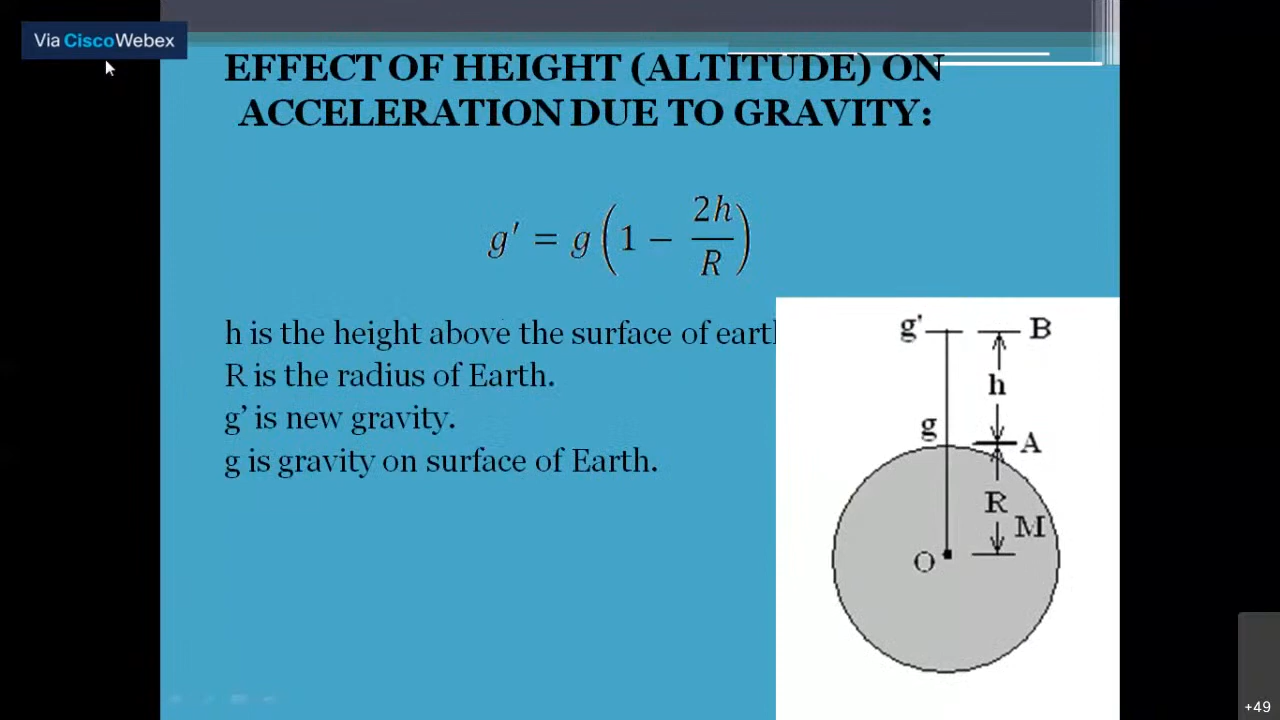 Via CiscoWebex
EFFECT OF HEIGHT (ALTITUDE) ON
ACCELERATION DUE TO GRAVITY:
g' = g(1 − 2h/R)
h is the height above the surface of eart
R is the radius of Earth.
g’ is new gravity.
g is gravity on surface of Earth.
g' B
h
g A
R
M
O
+49